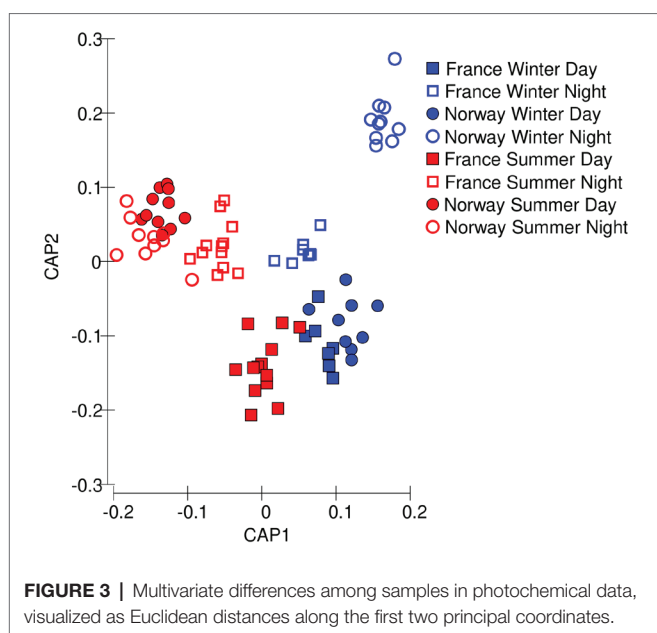 0.3
0.2
0.1
0
-0.1
-0.2
-0.3
CAP2
-0.2
-0.1
0
0.1
0.2
CAP1
France Winter Day
France Winter Night
Norway Winter Day
Norway Winter Night
France Summer Day
France Summer Night
Norway Summer Day
Norway Summer Night
FIGURE 3 | Multivariate differences among samples in photochemical data,
visualized as Euclidean distances along the first two principal coordinates.